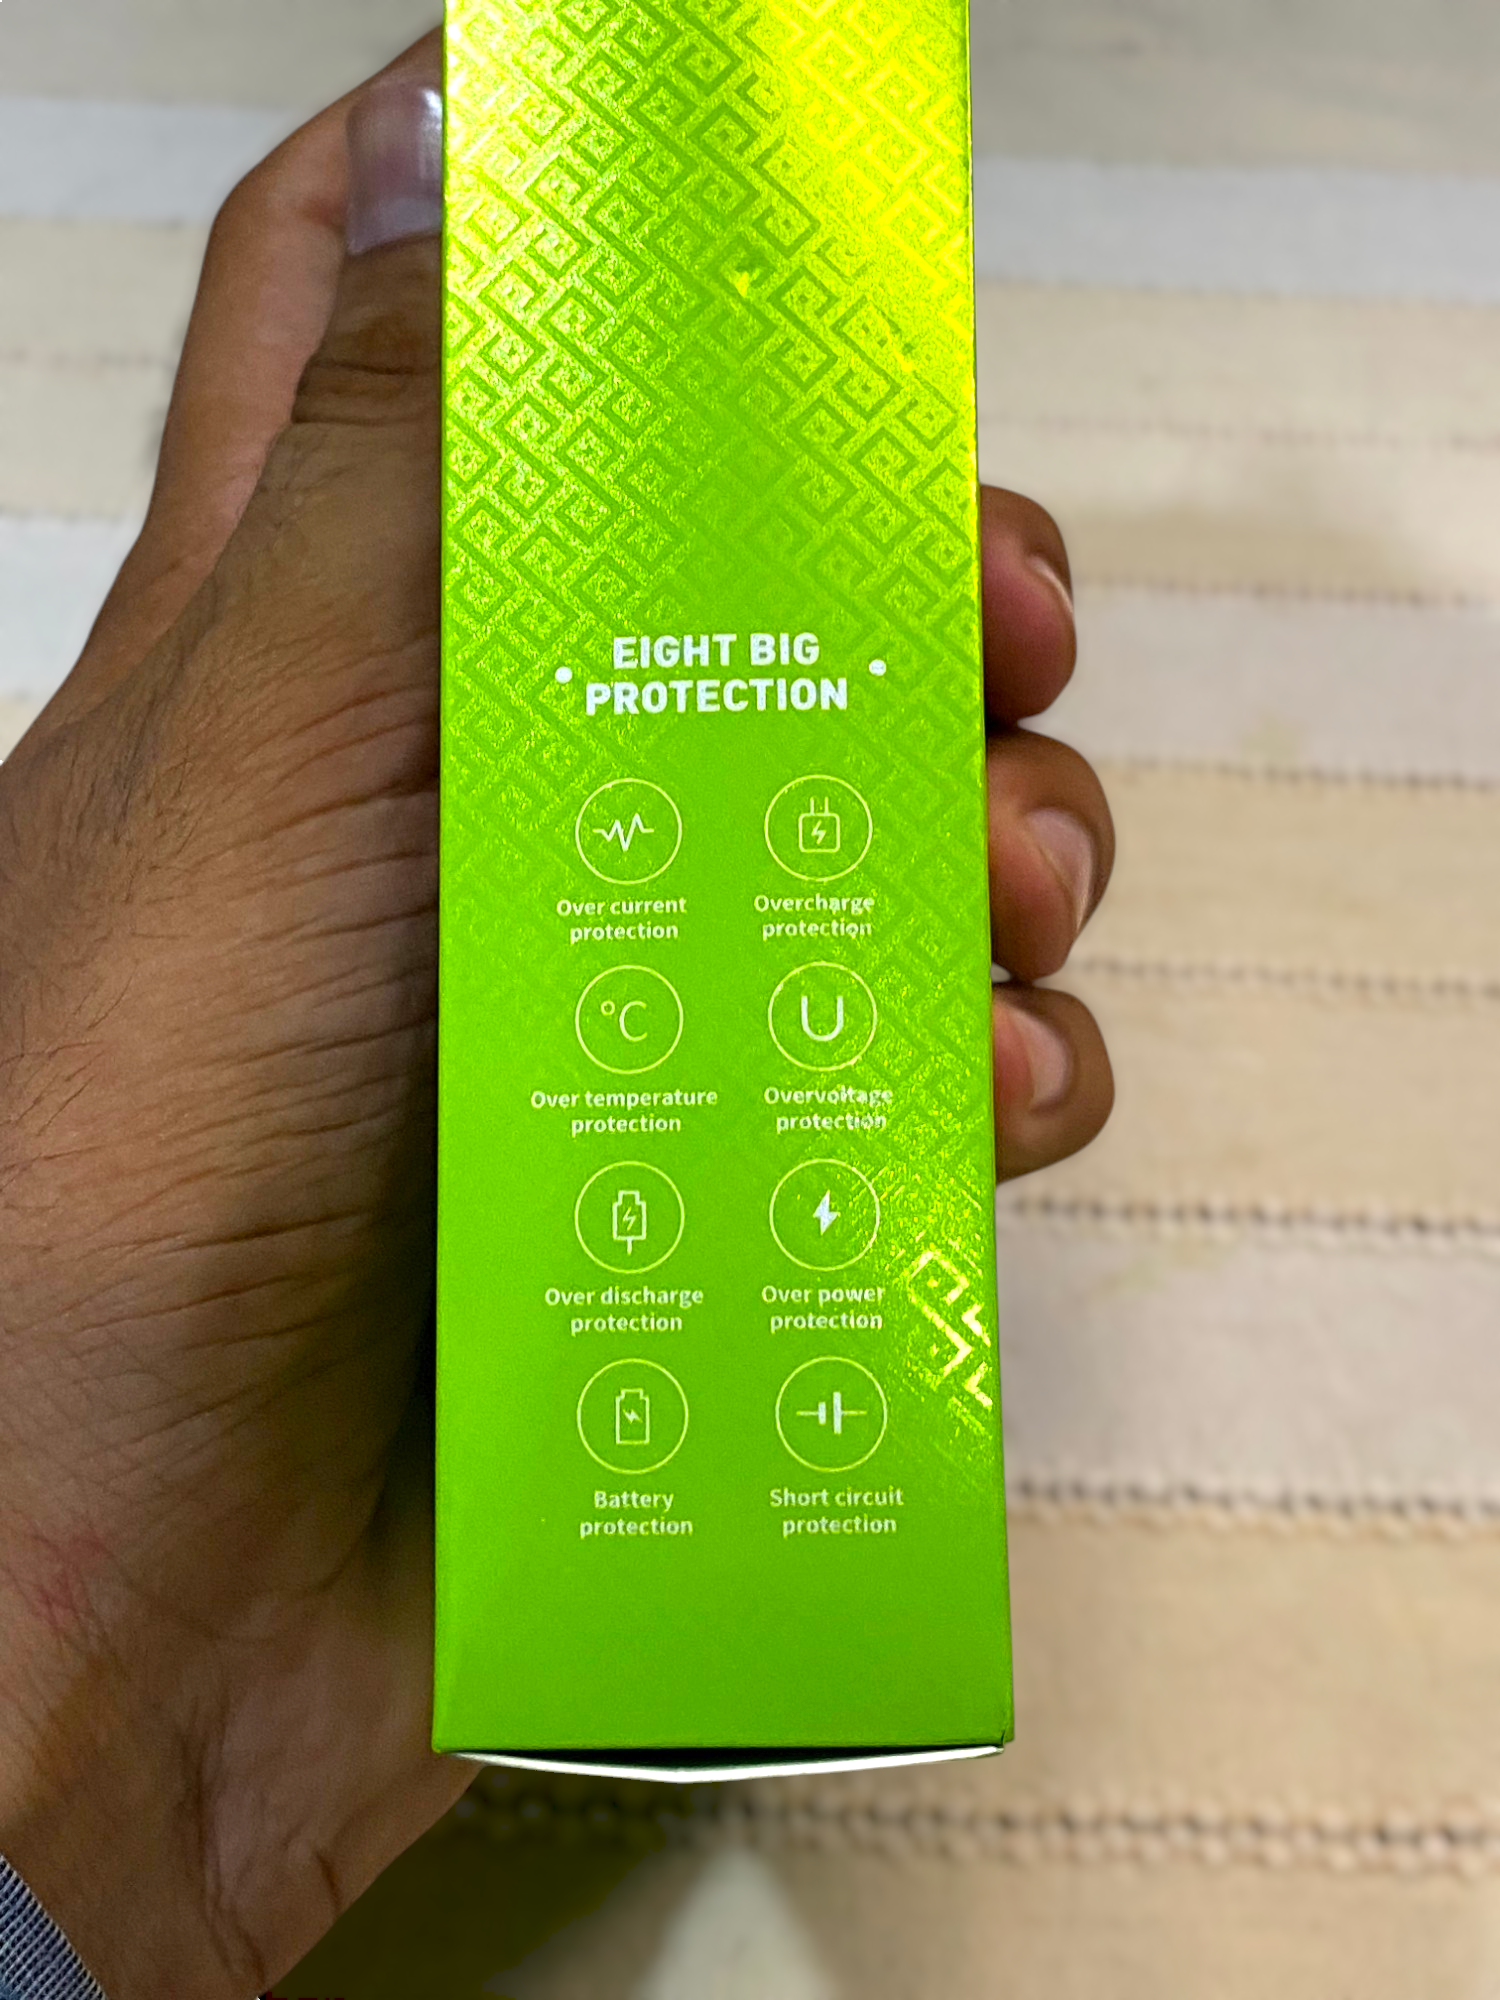 EIGHT BIG
PROTECTION
Over current
protection
Overcharge
protection
°C
U
Over temperature
protection
Overvoltage
protection
Over discharge
protection
Over power
protection
Battery
protection
Short circuit
protection